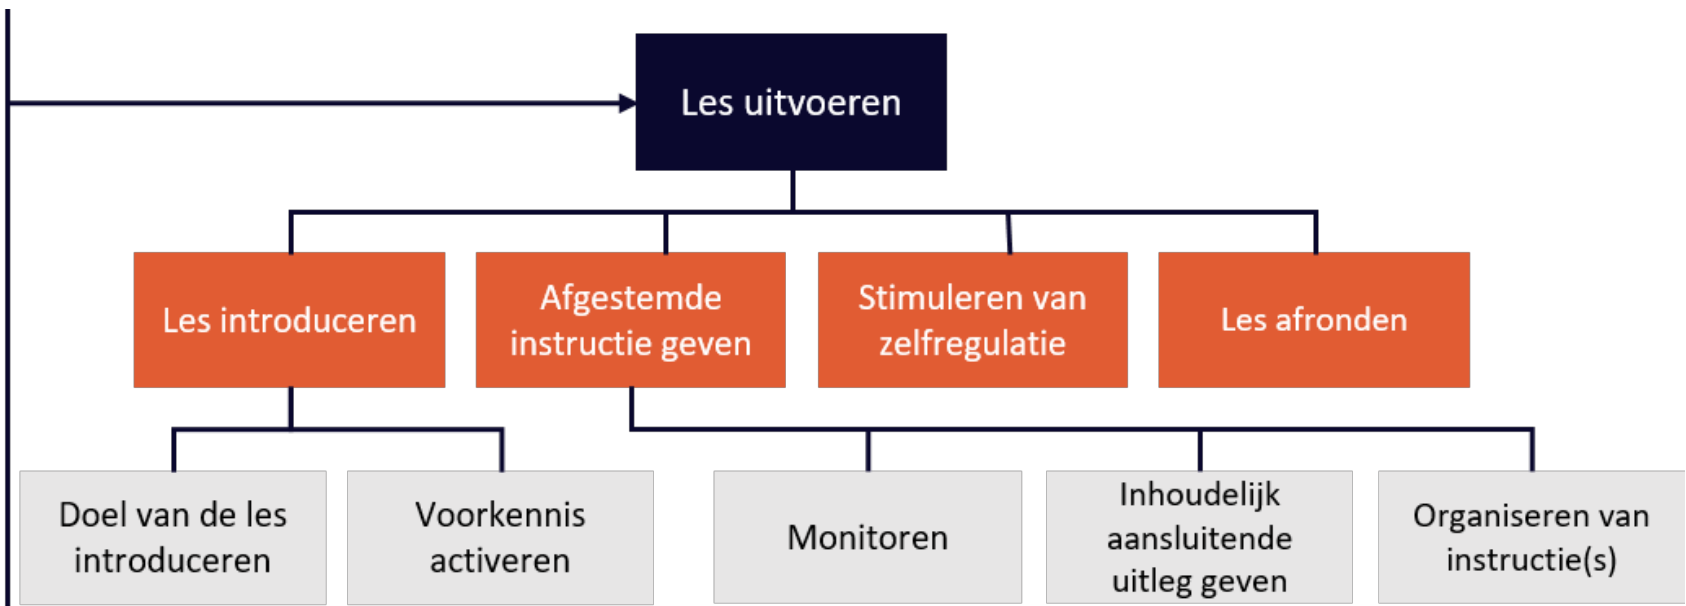 Les uitvoeren
Les introduceren
Afgestemde
instructie geven
Stimuleren van
zelfregulatie
Les afronden
Doel van de les
introduceren
Voorkennis
activeren
Monitoren
Inhoudelijk
aansluitende
uitleg geven
Organiseren van
instructie(s)